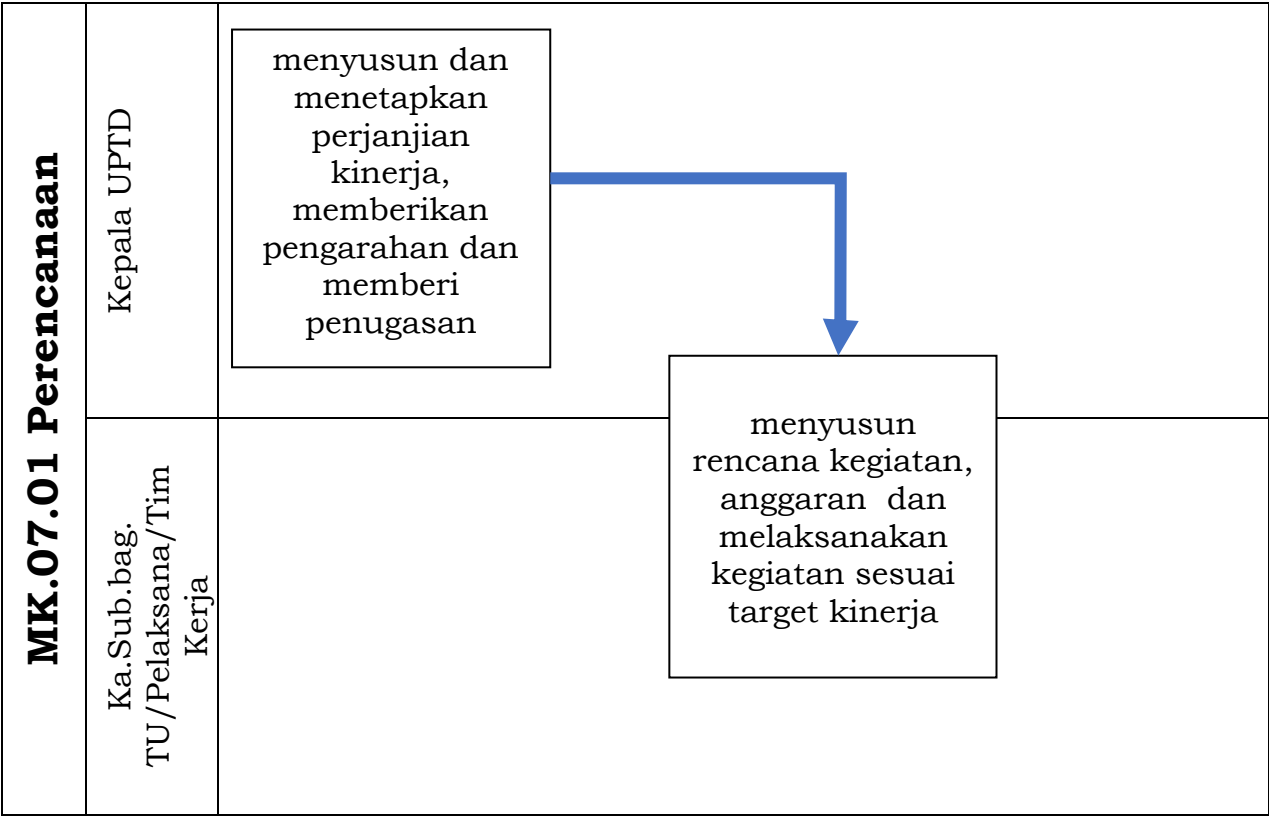 MK.07.01 Perencanaan
Kepala UPTD
menyusun dan
menetapkan
perjanjian
kinerja,
memberikan
pengarahan dan
memberi
penugasan
Ka.Sub.bag.
TU/Pelaksana/Tim
Kerja
menyusun
rencana kegiatan,
anggaran dan
melaksanakan
kegiatan sesuai
target kinerja